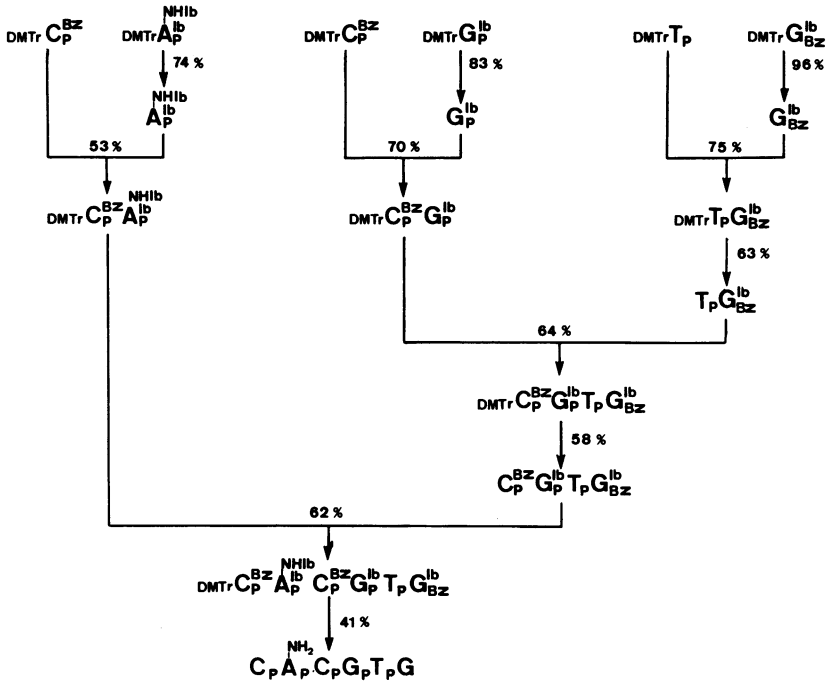 NHIb
DMTr C P Bz DMTr A P Ib DMTr C P Bz DMTr G P Ib DMTr T P DMTr G Bz Ib
74 % 83 % 96 %
NHIb
A P Ib G P Ib G Bz Ib
53 % 70 % 75 %
NHIb
DMTr C P Bz A P Ib DMTr C P Bz G P Ib DMTr T P G Bz Ib
63 %
T P G Bz Ib
64 %
DMTr C P Bz G P Ib T P G Bz Ib
58 %
C P Bz G P Ib T P G Bz Ib
62 %
NHIb
DMTr C P Bz A P Ib C P Bz G P Ib T P G Bz Ib
41 %
NH₂
C P A P C P G P T P G